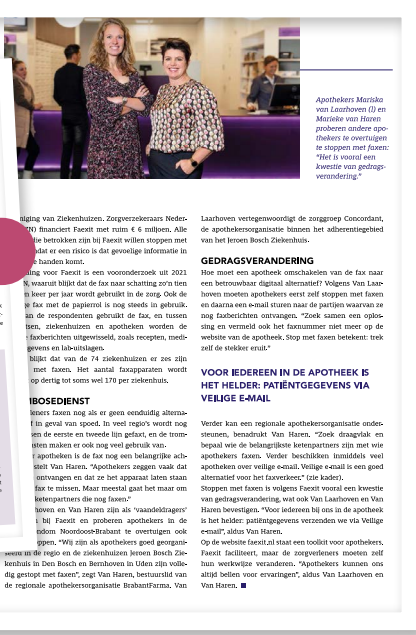 Apothekers Mariska
van Laarhoven (l) en
Marieke van Haren
proberen andere apo-
thekers te overtuigen
te stoppen met faxen:
"Het is vooral een
kwestie van gedrags-
verandering."
van Ziekenhuizen. Zorgverzekeraars Neder-
financiert Faexit met ruim € 6 miljoen. Alle
betrokken zijn bij Faexit willen stoppen met
er een risico is dat gevoelige informatie in
handen komt.
voor Faexit is een vooronderzoek uit 2021
waaruit blijkt dat de fax naar schatting zo'n tien
keer per jaar wordt gebruikt in de zorg. Ook de
fax met de papierrol is nog steeds in gebruik.
van de respondenten gebruikt de fax, en tussen
ziekenhuizen en apotheken worden de
faxberichten uitgewisseld, zoals recepten, medi-
en lab-uitslagen.
blijkt dat van de 74 ziekenhuizen er zes zijn
met faxen. Het aantal faxapparaten wordt
op dertig tot soms wel 170 per ziekenhuis.
faxen nog als er geen eenduidig alterna-
in geval van spoed. In veel regio's wordt nog
de eerste en tweede lijn gefaxt, en de trom-
maken er ook nog veel gebruik van.
apotheken is de fax nog een belangrijke ach-
stelt Van Haren. "Apothekers zeggen vaak dat
ontvangen en dat ze het apparaat laten staan
fax te missen. Maar meestal gaat het maar om
ketenpartners die nog faxen."
en Van Haren zijn als 'vaandeldragers'
bij Faexit en proberen apothekers in de
Noordoost-Brabant te overtuigen ook
"Wij zijn als apothekers goed georgani-
seerd in de regio en de ziekenhuizen Jeroen Bosch Zie-
kenhuis in Den Bosch en Bernhoven in Uden zijn volle-
dig gestopt met faxen", zegt Van Haren, bestuurslid van
de regionale apothekersorganisatie BrabantFarma. Van
Laarhoven vertegenwoordigt de zorggroep Concordant,
de apothekersorganisatie binnen het adherentiegebied
van het Jeroen Bosch Ziekenhuis.
GEDRAGSVERANDERING
Hoe moet een apotheek omschakelen van de fax naar
een betrouwbaar digitaal alternatief? Volgens Van Laar-
hoven moeten apothekers eerst zelf stoppen met faxen
en daarna een e-mail sturen naar de partijen waarvan ze
nog faxberichten ontvangen. "Zoek samen een oplos-
sing en vermeld ook het faxnummer niet meer op de
website van de apotheek. Stop met faxen betekent: trek
zelf de stekker eruit."
VOOR IEDEREEN IN DE APOTHEEK IS
HET HELDER: PATIËNTGEGEVENS VIA
VEILIGE E-MAIL
Verder kan een regionale apothekersorganisatie onder-
steunen, benadrukt Van Haren. "Zoek draagvlak en
bepaal wie de belangrijkste ketenpartners zijn met wie
apothekers faxen. Verder beschikken inmiddels veel
apotheken over veilige e-mail. Veilige e-mail is een goed
alternatief voor het faxverkeer." (zie kader).
Stoppen met faxen is volgens Faexit vooral een kwestie
van gedragsverandering, wat ook Van Laarhoven en Van
Haren bevestigen. "Voor iedereen bij ons in de apotheek
is het helder: patiëntgegevens verzenden we via Veilige
e-mail", aldus Van Haren.
Op de website faexit.nl staat een toolkit voor apothekers.
Faexit faciliteert, maar de zorgverleners moeten zelf
hun werkwijze veranderen. "Apothekers kunnen ons
altijd bellen voor ervaringen", aldus Van Laarhoven en
Van Haren.